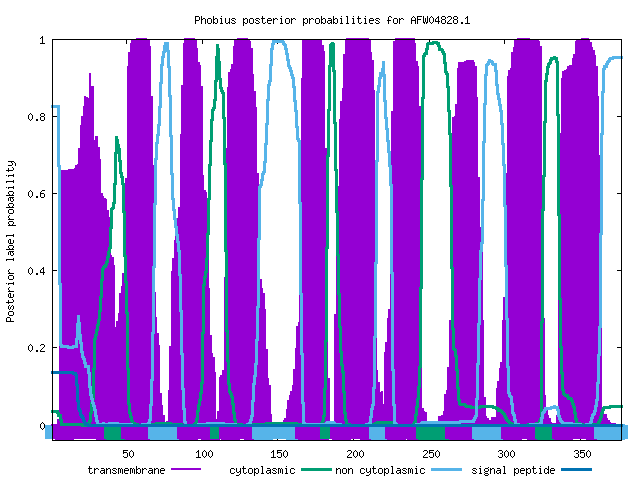 Phobius posterior probabilities for AFW04828.1
Posterior label probability
1
0.8
0.6
0.4
0.2
0
50 100 150 200 250 300 350
transmembrane cytoplasmic non cytoplasmic signal peptide